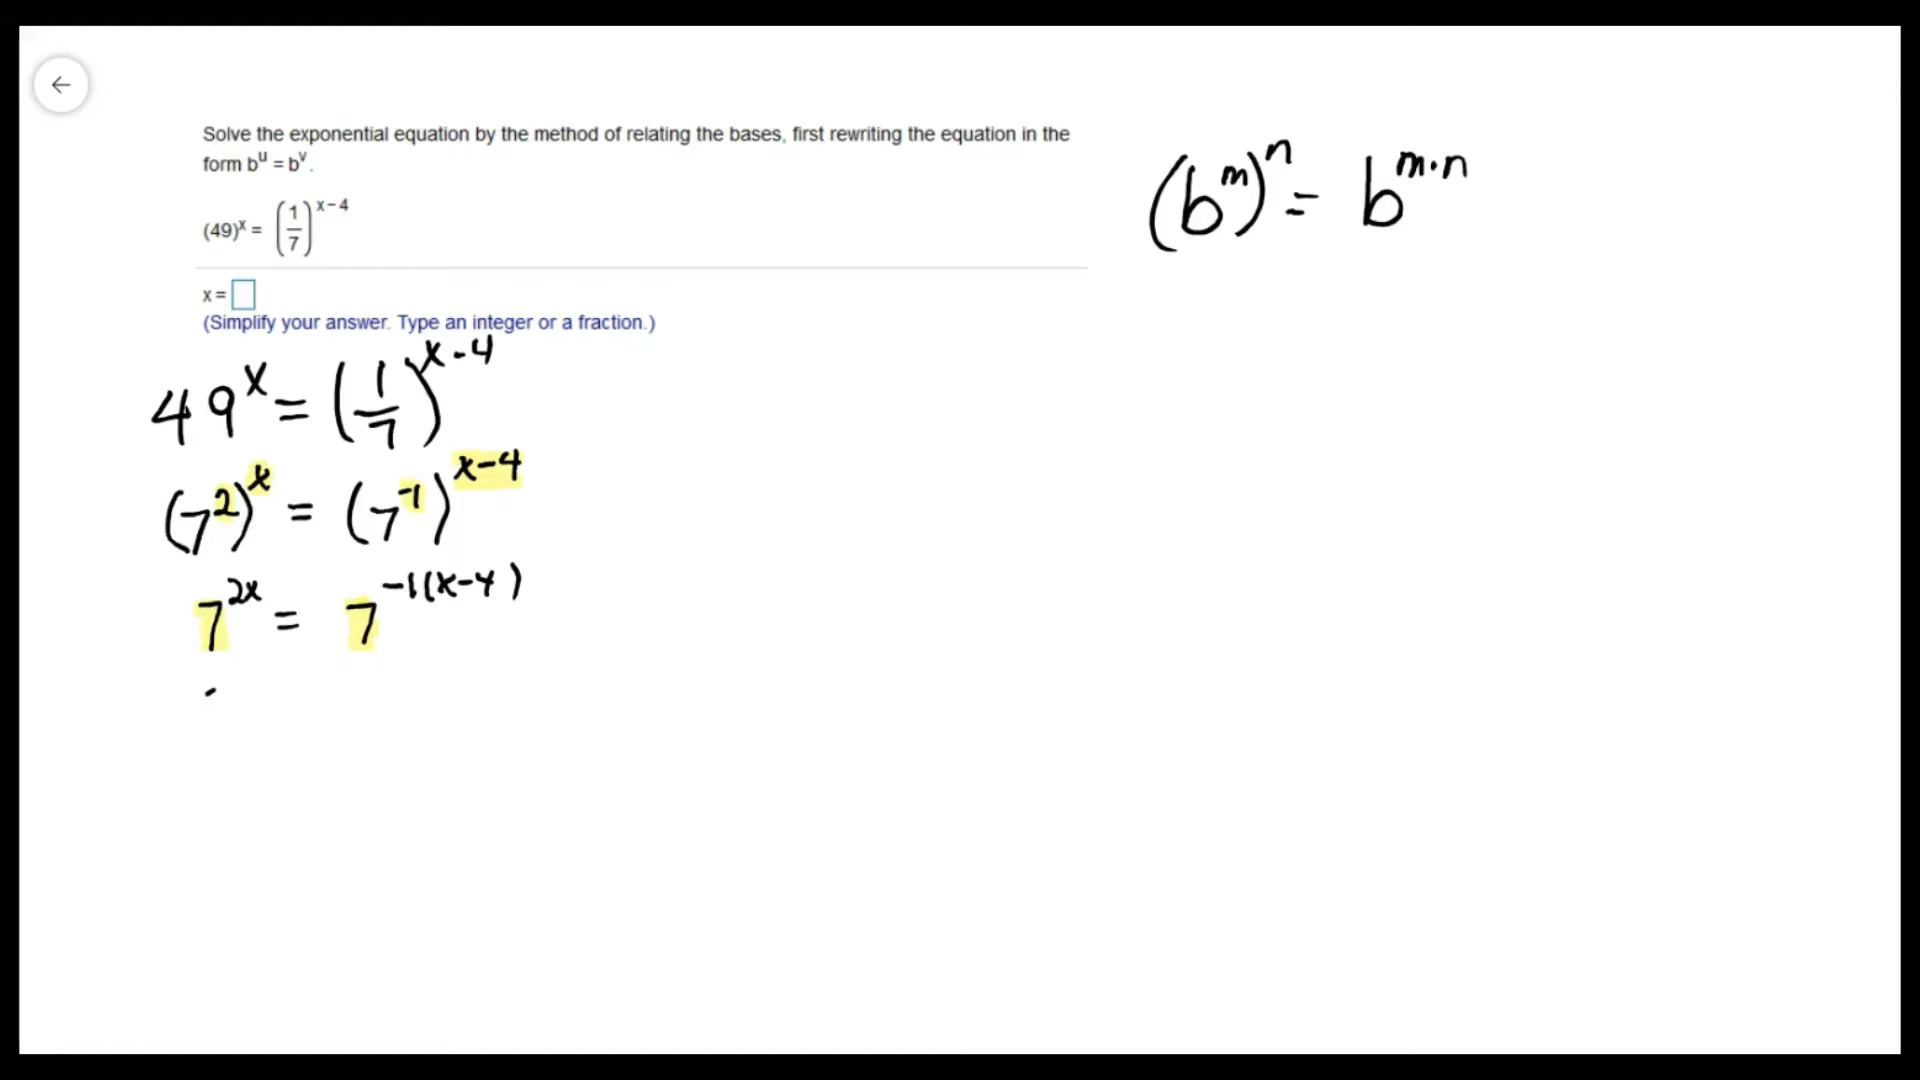 Solve the exponential equation by the method of relating the bases, first rewriting the equation in the
form b^u = b^v.
(49)^x = (1/7)^(x-4)
x =
(Simplify your answer. Type an integer or a fraction.)
(b^m)^n = b^(m·n)
49^x = (1/7)^(x-4)
(7^2)^x = (7^-1)^(x-4)
7^2x = 7^-1(x-4)